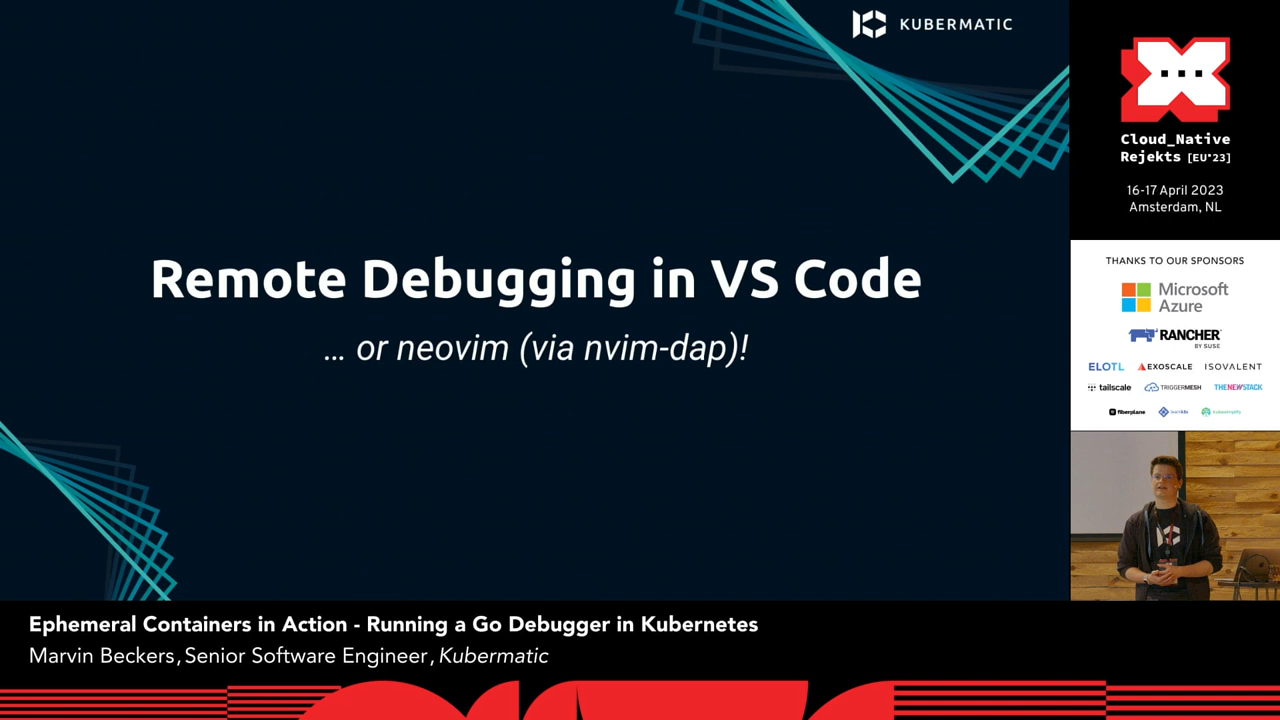 KUBERMATIC
Remote Debugging in VS Code
... or neovim (via nvim-dap)!
Cloud_Native
Rejekts [EU'23]
16-17 April 2023
Amsterdam, NL
THANKS TO OUR SPONSORS
Microsoft
Azure
RANCHER
BY SUSE
ELOTL EXOSCALE ISOVALENT
tailscale TRIGGERMESH THENEWSTACK
fiberplane
Ephemeral Containers in Action - Running a Go Debugger in Kubernetes
Marvin Beckers, Senior Software Engineer, Kubermatic